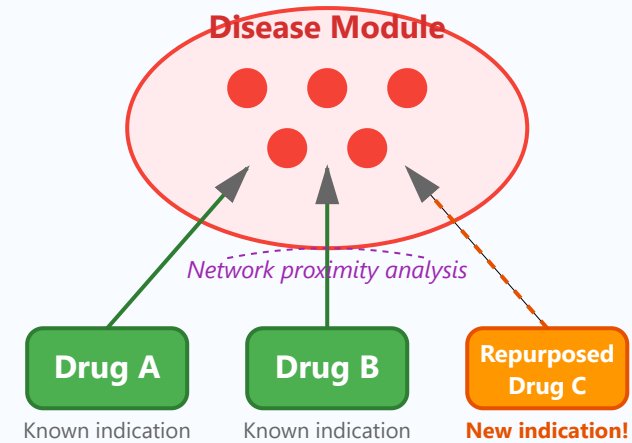 Disease Module
Network proximity analysis
Drug A
Drug B
Repurposed
Drug C
Known indication
Known indication
New indication!